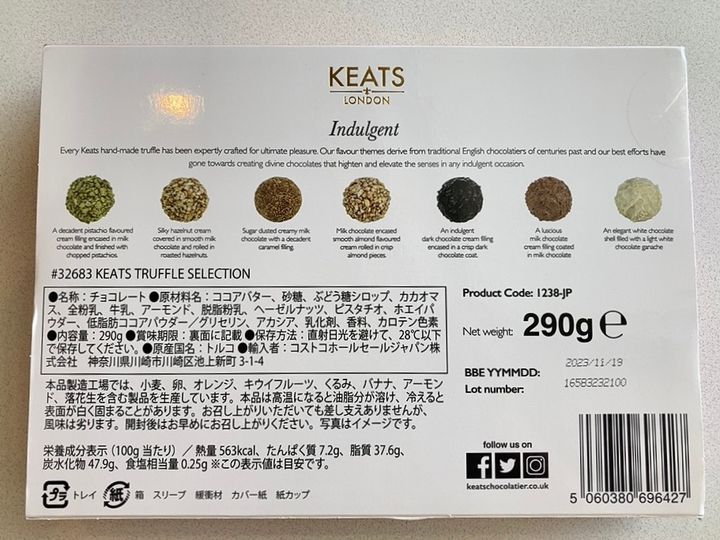 KEATS
LONDON
Indulgent
Every Keats hand-made truffle has been expertly crafted for ultimate pleasure. Our flavour themes derive from traditional English chocolatiers of centuries past and our best efforts have
gone towards creating divine chocolates that highten and elevate the senses in any indulgent occasion.
A decadent pistachio flavoured
cream filling encased in milk
chocolate and finished with
chopped pistachios.
Silky hazelnut cream
covered in smooth milk
chocolate and rolled in
roasted hazelnuts.
Sugar dusted creamy milk
chocolate with a decadent
caramel filling.
Milk chocolate encased
smooth almond flavoured
cream rolled in crisp
almond pieces.
An indulgent
dark chocolate cream filling
encased in a crisp dark
chocolate coat.
A luscious
milk chocolate
cream filling coated
in milk chocolate
An elegant white chocolate
shell filled with a light white
chocolate ganache
#32683 KEATS TRUFFLE SELECTION
●名称：チョコレート ●原材料名：ココアバター、砂糖、ぶどう糖シロップ、カカオマ
ス、全粉乳、牛乳、アーモンド、脱脂粉乳、ヘーゼルナッツ、ピスタチオ、ホエイパ
ウダー、低脂肪ココアパウダー／グリセリン、アカシア、乳化剤、香料、カロテン色素
●内容量：290g ●賞味期限：裏面に記載 ●保存方法：直射日光を避けて、28℃以下
で保存してください。●原産国名：トルコ ●輸入者：コストコホールセールジャパン株
式会社　神奈川県川崎市川崎区池上新町 3-1-4
本品製造工場では、小麦、卵、オレンジ、キウイフルーツ、くるみ、バナナ、アーモン
ド、落花生を含む製品を生産しています。本品は高温になると油脂分が溶け、冷えると
表面が白く固まることがあります。お召し上がりいただいても差し支えありませんが、
風味は劣ります。開封後はお早めにお召し上がりください。写真はイメージです。
栄養成分表示（100g 当たり）／ 熱量 563kcal、たんぱく質 7.2g、脂質 37.6g、
炭水化物 47.9g、食塩相当量 0.25g ※この表示値は目安です。
プラ トレイ 紙 箱 スリーブ 緩衝材 カバー紙 紙カップ
Product Code: 1238-JP
Net weight: 290g ℮
BBE YYMMDD: 2023/11/19
Lot number: 16583232100
follow us on
keatschocolatier.co.uk
5 060380 696427